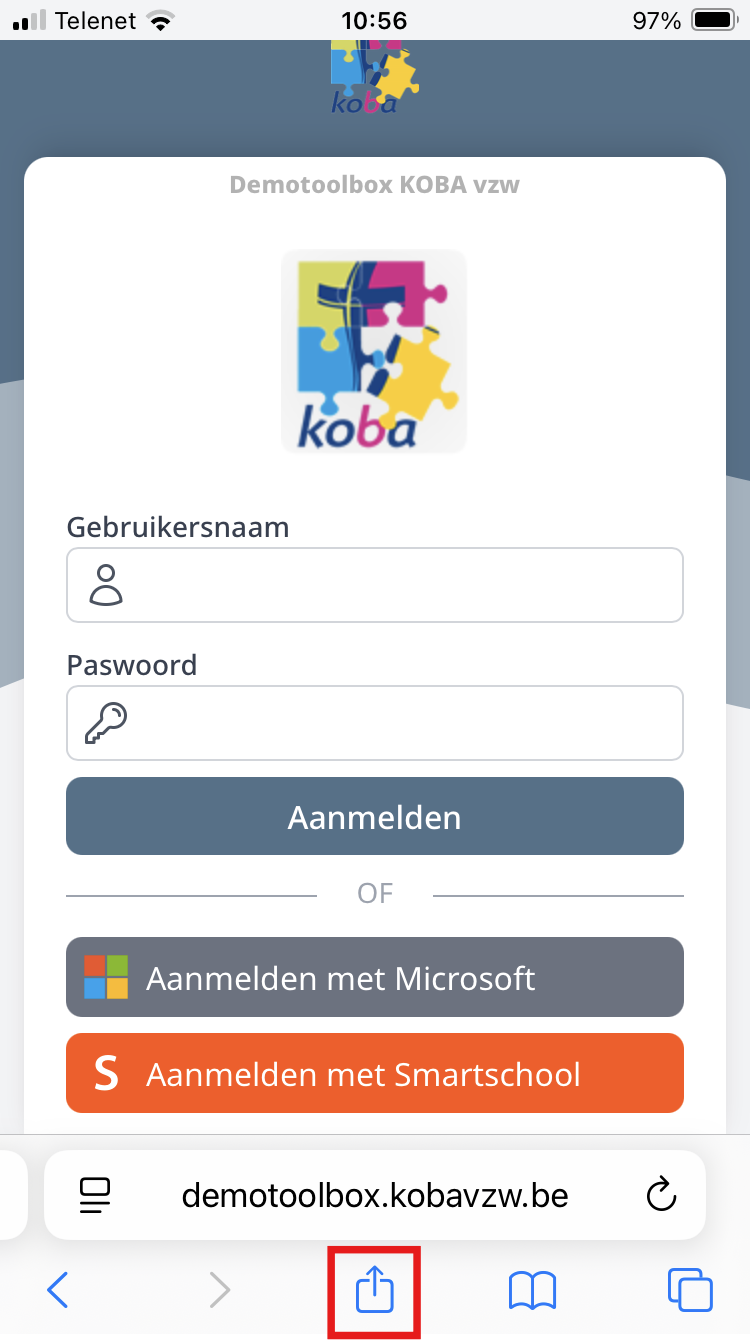 Telenet 10:56 97%
koba
Demotoolbox KOBA vzw
koba
Gebruikersnaam
Paswoord
Aanmelden
OF
Aanmelden met Microsoft
S Aanmelden met Smartschool
demotoolbox.kobavzw.be